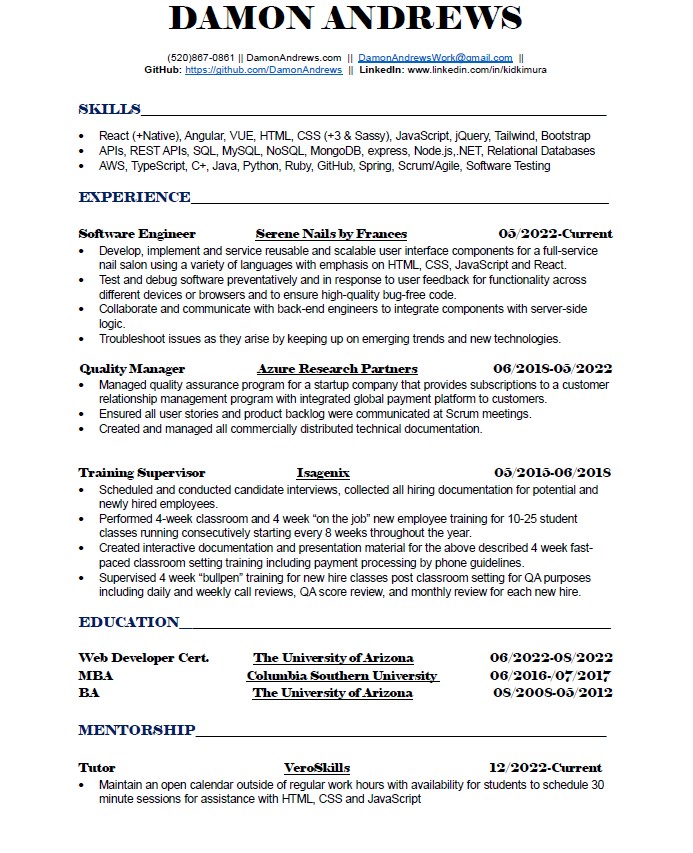 DAMON ANDREWS
(520)867-0861 || DamonAndrews.com || DamonAndrewsWork@gmail.com ||
GitHub: https://github.com/DamonAndrews || LinkedIn: www.linkedin.com/in/kidkimura
SKILLS
• React (+Native), Angular, VUE, HTML, CSS (+3 & Sassy), JavaScript, jQuery, Tailwind, Bootstrap
• APIs, REST APIs, SQL, MySQL, NoSQL, MongoDB, express, Node.js,.NET, Relational Databases
• AWS, TypeScript, C+, Java, Python, Ruby, GitHub, Spring, Scrum/Agile, Software Testing
EXPERIENCE
Software Engineer Serene Nails by Frances 05/2022-Current
• Develop, implement and service reusable and scalable user interface components for a full-service
nail salon using a variety of languages with emphasis on HTML, CSS, JavaScript and React.
• Test and debug software preventatively and in response to user feedback for functionality across
different devices or browsers and to ensure high-quality bug-free code.
• Collaborate and communicate with back-end engineers to integrate components with server-side
logic.
• Troubleshoot issues as they arise by keeping up on emerging trends and new technologies.
Quality Manager Azure Research Partners 06/2018-05/2022
• Managed quality assurance program for a startup company that provides subscriptions to a customer
relationship management program with integrated global payment platform to customers.
• Ensured all user stories and product backlog were communicated at Scrum meetings.
• Created and managed all commercially distributed technical documentation.
Training Supervisor Isagenix 05/2015-06/2018
• Scheduled and conducted candidate interviews, collected all hiring documentation for potential and
newly hired employees.
• Performed 4-week classroom and 4 week “on the job” new employee training for 10-25 student
classes running consecutively starting every 8 weeks throughout the year.
• Created interactive documentation and presentation material for the above described 4 week fast-
paced classroom setting training including payment processing by phone guidelines.
• Supervised 4 week “bullpen” training for new hire classes post classroom setting for QA purposes
including daily and weekly call reviews, QA score review, and monthly review for each new hire.
EDUCATION
Web Developer Cert. The University of Arizona 06/2022-08/2022
MBA Columbia Southern University 06/2016-/07/2017
BA The University of Arizona 08/2008-05/2012
MENTORSHIP
Tutor VeroSkills 12/2022-Current
• Maintain an open calendar outside of regular work hours with availability for students to schedule 30
minute sessions for assistance with HTML, CSS and JavaScript